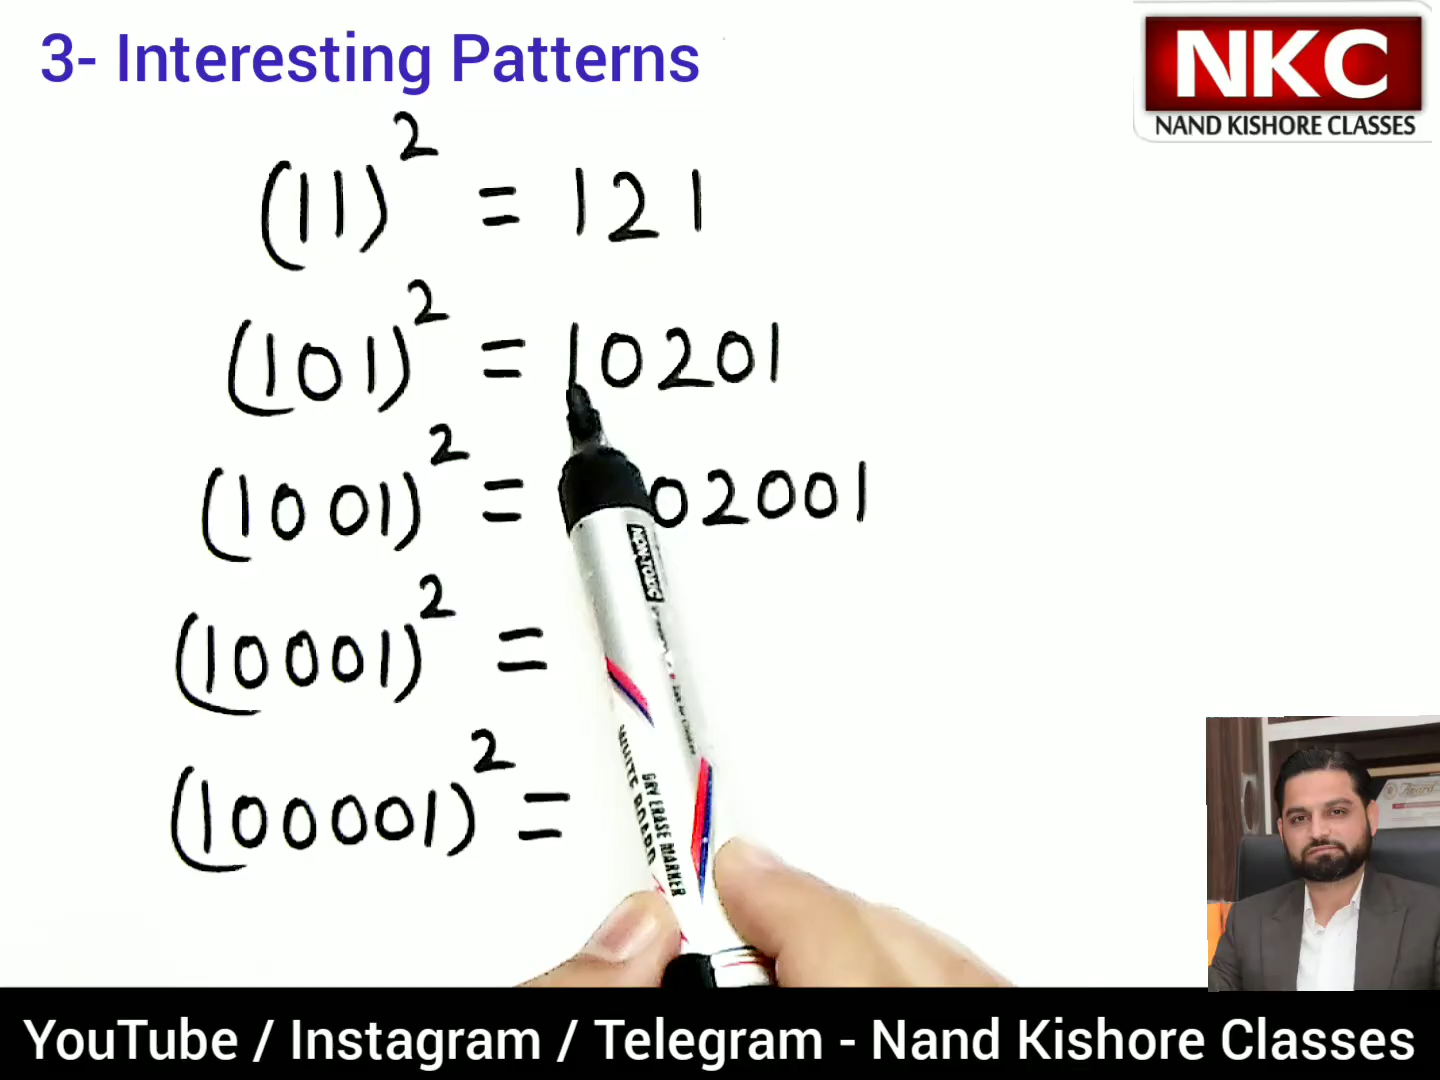 3- Interesting Patterns
NKC
NAND KISHORE CLASSES
(11)² = 121
(101)² = 10201
(1001)² = 02001
(10001)² =
(100001)² =
NON-TOXIC
WHITE BOARD
DRY ERASE MARKER
YouTube / Instagram / Telegram - Nand Kishore Classes